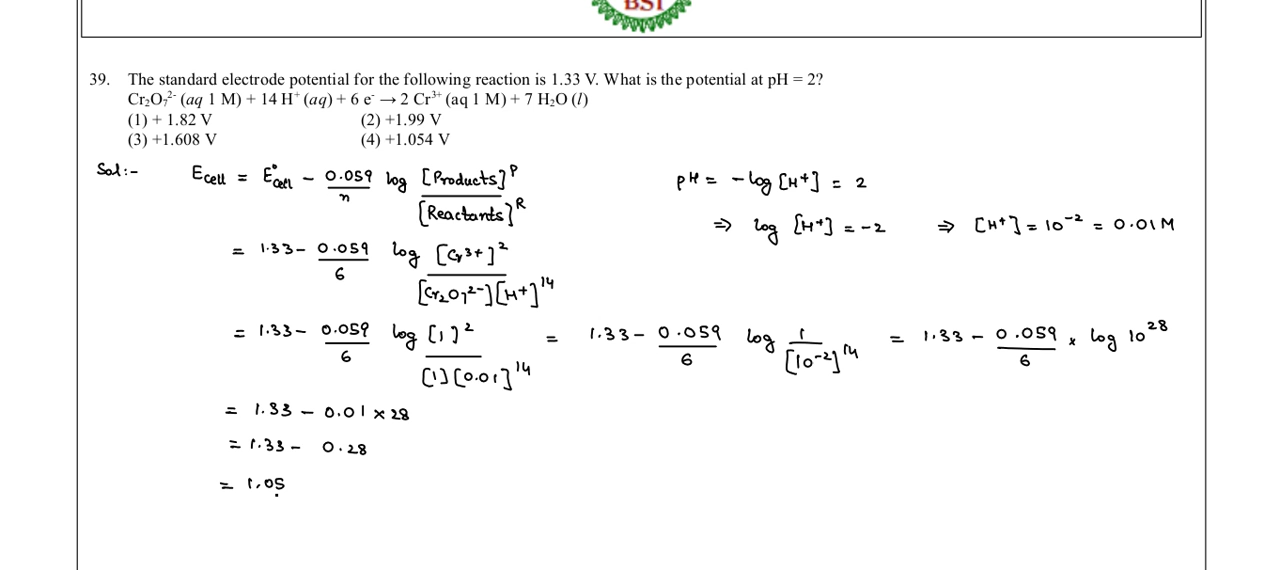 BSI
39. The standard electrode potential for the following reaction is 1.33 V. What is the potential at pH = 2?
Cr₂O₇²⁻ (aq 1 M) + 14 H⁺ (aq) + 6 e⁻ → 2 Cr³⁺ (aq 1 M) + 7 H₂O (l)
(1) + 1.82 V (2) +1.99 V
(3) +1.608 V (4) +1.054 V
Sol:- E_cell = E°_cell - 0.059/n log [Products]^P/[Reactants]^R
= 1.33 - 0.059/6 log [Cr³⁺]²/[Cr₂O₇²⁻][H⁺]¹⁴
= 1.33 - 0.059/6 log [1]²/[1][0.01]¹⁴ = 1.33 - 0.059/6 log 1/[10⁻²]¹⁴ = 1.33 - 0.059/6 × log 10²⁸
= 1.33 - 0.01 × 28
= 1.33 - 0.28
= 1.05
pH = -log [H⁺] = 2
⇒ log [H⁺] = -2 ⇒ [H⁺] = 10⁻² = 0.01 M